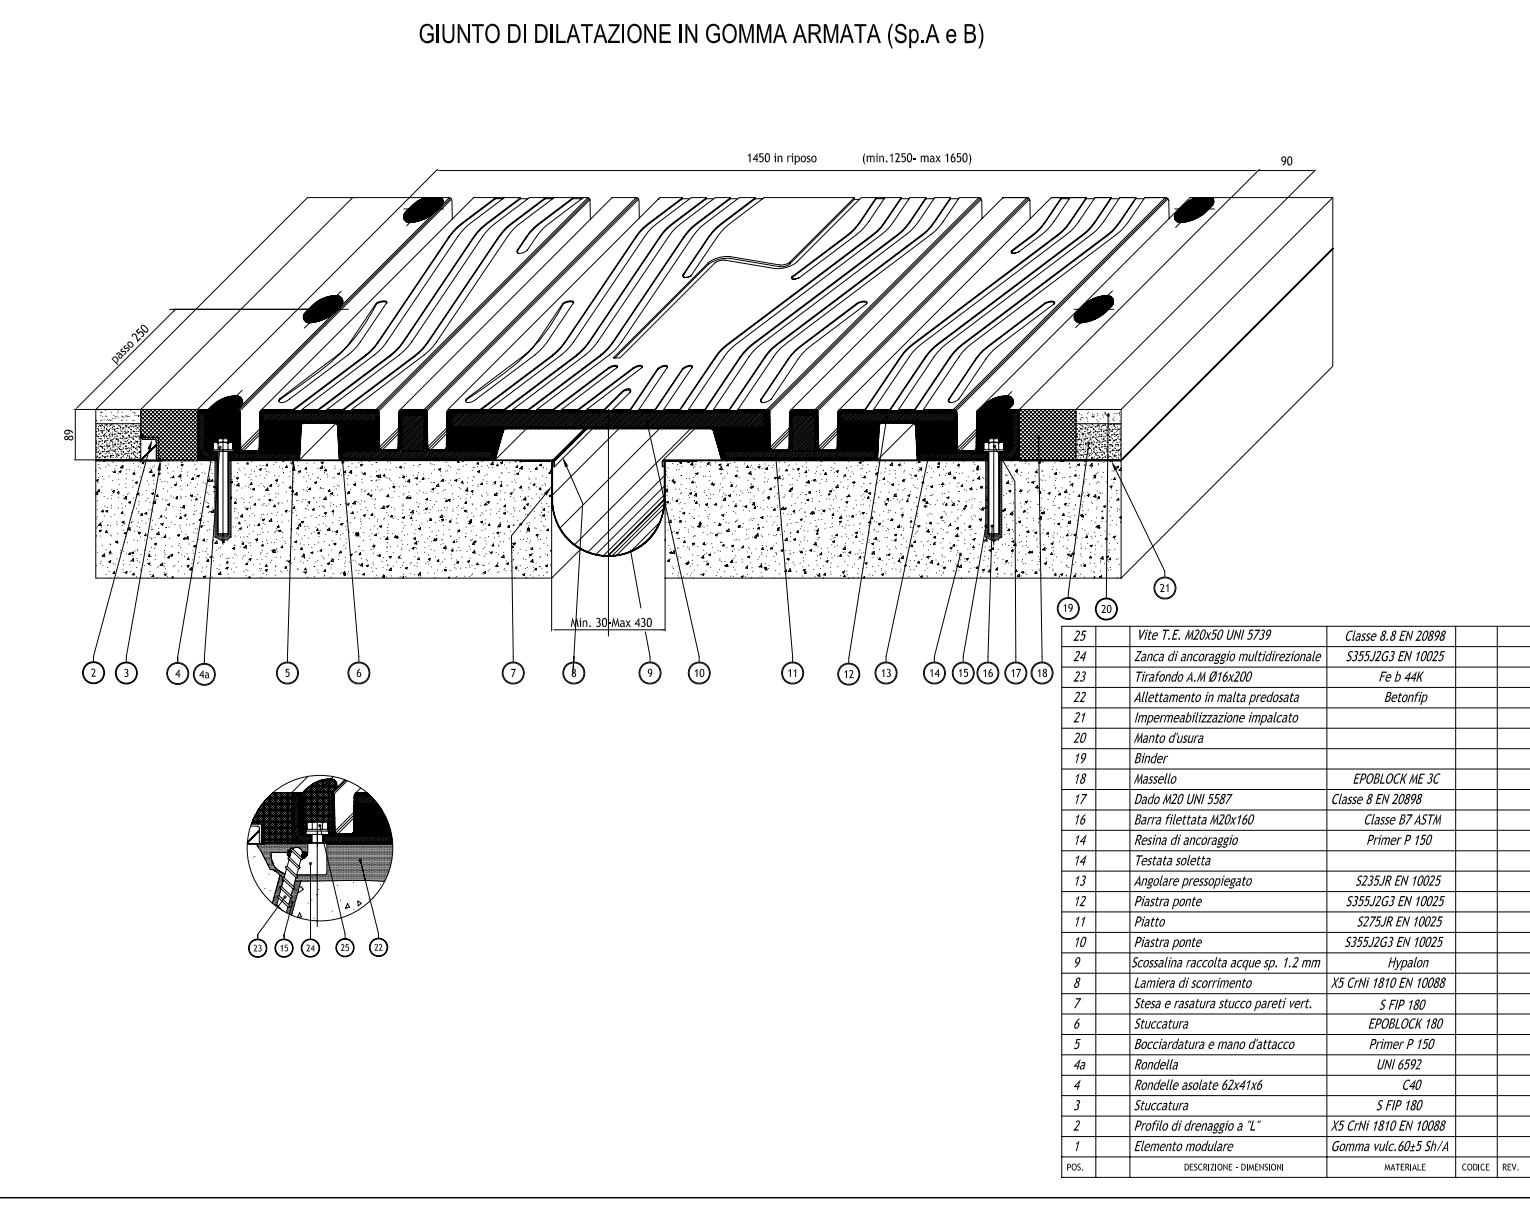 GIUNTO DI DILATAZIONE IN GOMMA ARMATA (Sp.A e B)
1450 in riposo (min.1250- max 1650)
90
passo 250
89
Min. 30-Max 430
2 3 4 4a 5 6 7 8 9 10 11 12 13 14 15 16 17 18 19 20 21
23 15 24 25 22
25 Vite T.E. M20x50 UNI 5739 Classe 8.8 EN 20898
24 Zanca di ancoraggio multidirezionale S355J2G3 EN 10025
23 Tirafondo A.M Ø16x200 Fe b 44K
22 Allettamento in malta predosata Betonfip
21 Impermeabilizzazione impalcato
20 Manto d'usura
19 Binder
18 Massello EPOBLOCK ME 3C
17 Dado M20 UNI 5587 Classe 8 EN 20898
16 Barra filettata M20x160 Classe B7 ASTM
14 Resina di ancoraggio Primer P 150
14 Testata soletta
13 Angolare pressopiegato S235JR EN 10025
12 Piastra ponte S355J2G3 EN 10025
11 Piatto S275JR EN 10025
10 Piastra ponte S355J2G3 EN 10025
9 Scossalina raccolta acque sp. 1.2 mm Hypalon
8 Lamiera di scorrimento X5 CrNi 1810 EN 10088
7 Stesa e rasatura stucco pareti vert. S FIP 180
6 Stuccatura EPOBLOCK 180
5 Bocciardatura e mano d'attacco Primer P 150
4a Rondella UNI 6592
4 Rondelle asolate 62x41x6 C40
3 Stuccatura S FIP 180
2 Profilo di drenaggio a "L" X5 CrNi 1810 EN 10088
1 Elemento modulare Gomma vulc.60±5 Sh/A
POS. DESCRIZIONE - DIMENSIONI MATERIALE CODICE REV.